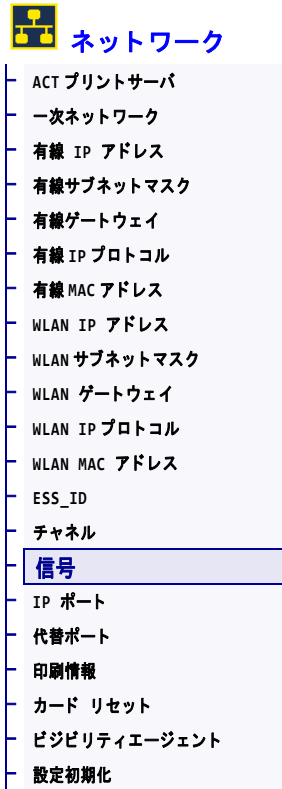 ネットワーク
ACT プリントサーバ
一次ネットワーク
有線 IP アドレス
有線サブネットマスク
有線ゲートウェイ
有線 IP プロトコル
有線 MAC アドレス
WLAN IP アドレス
WLAN サブネットマスク
WLAN ゲートウェイ
WLAN IP プロトコル
WLAN MAC アドレス
ESS_ID
チャネル
信号
IP ポート
代替ポート
印刷情報
カード リセット
ビジビリティエージェント
設定初期化